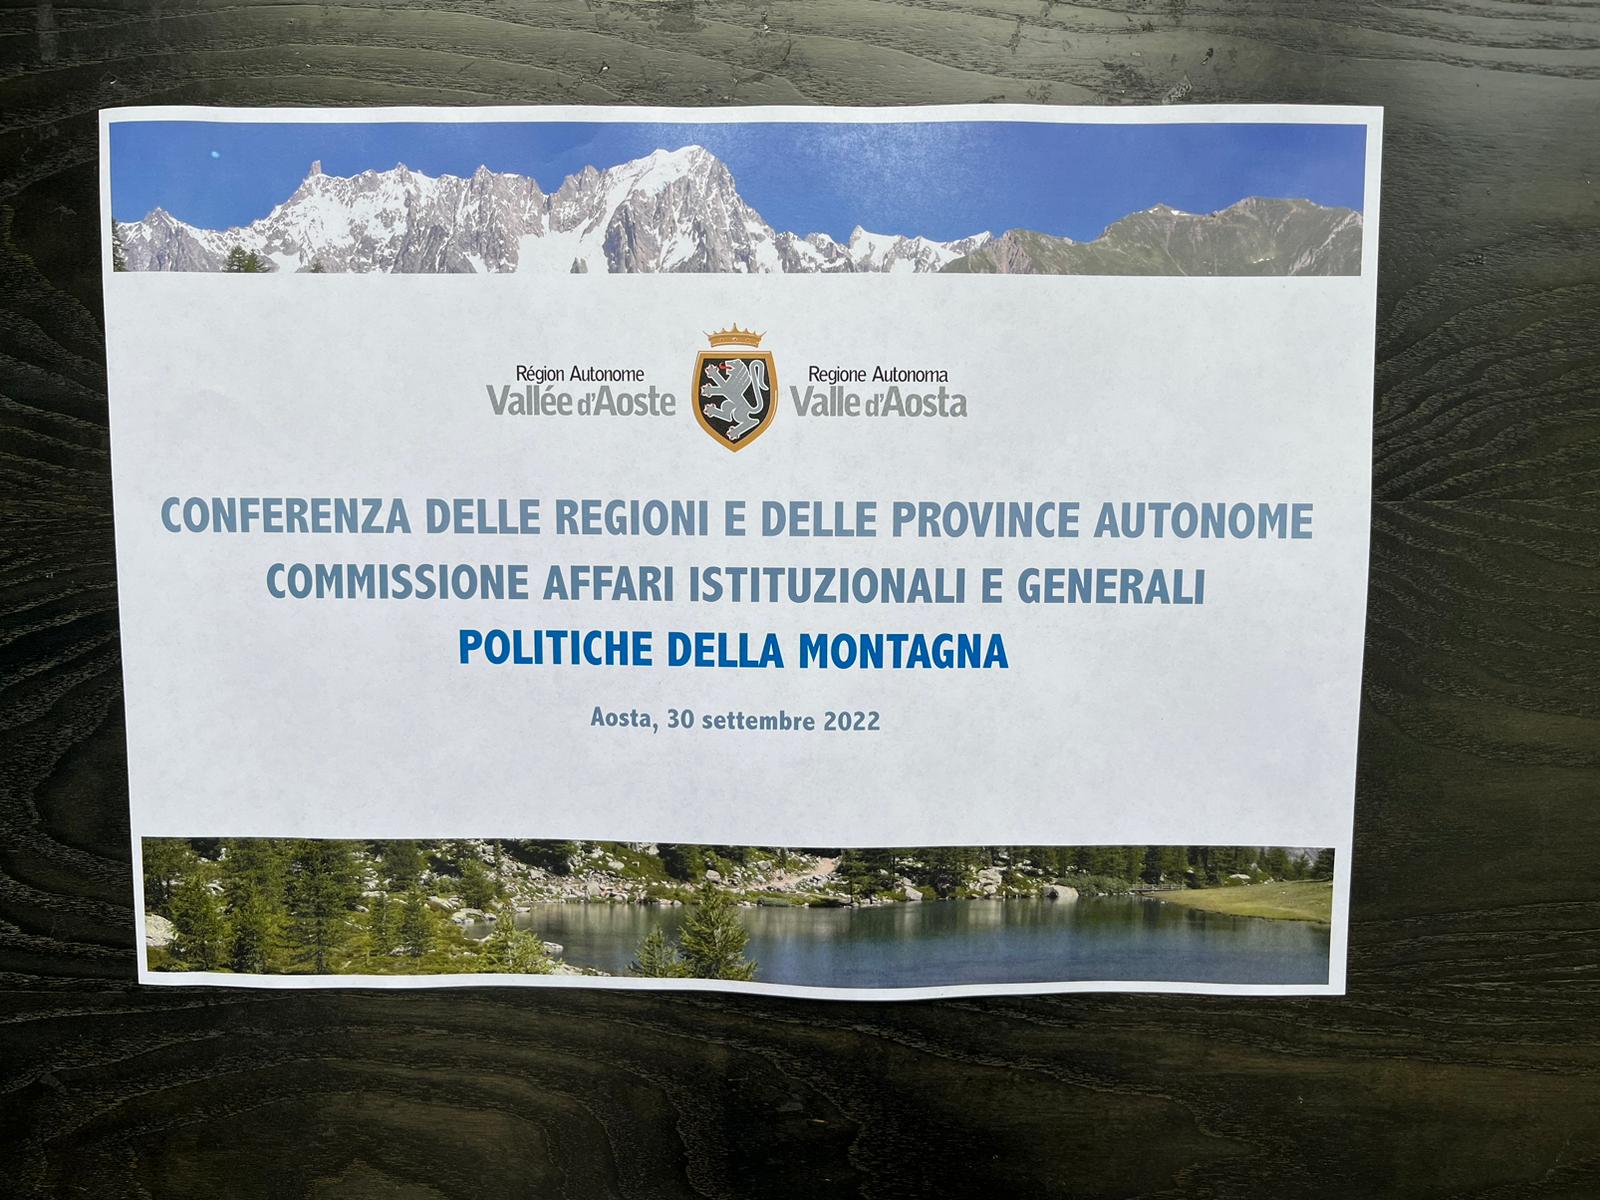 Région Autonome
Vallée d'Aoste
Regione Autonoma
Valle d'Aosta
CONFERENZA DELLE REGIONI E DELLE PROVINCE AUTONOME
COMMISSIONE AFFARI ISTITUZIONALI E GENERALI
POLITICHE DELLA MONTAGNA
Aosta, 30 settembre 2022